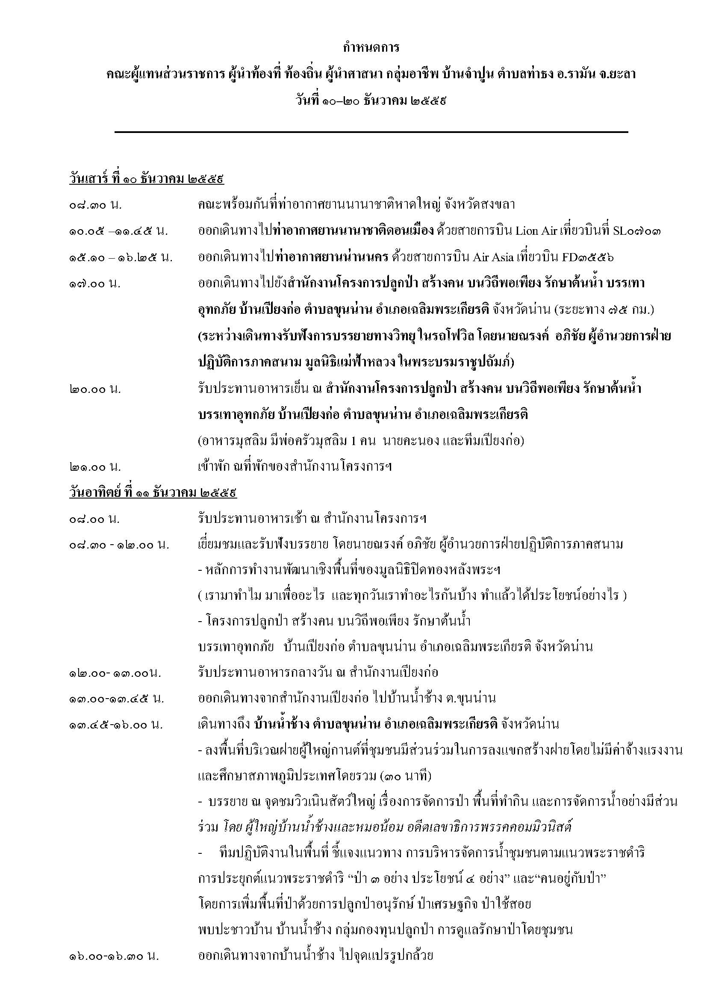 กำหนดการ
คณะผู้แทนส่วนราชการ ผู้นำท้องที่ ท้องถิ่น ผู้นำศาสนา กลุ่มอาชีพ บ้านจำปูน ตำบลท่าธง อ.รามัน จ.ยะลา
วันที่ ๑๐–๒๐ ธันวาคม ๒๕๕๙
วันเสาร์ ที่ ๑๐ ธันวาคม ๒๕๕๙
๐๘.๓๐ น. คณะพร้อมกันที่ท่าอากาศยานนานาชาติหาดใหญ่ จังหวัดสงขลา
๑๐.๐๕ –๑๑.๔๕ น. ออกเดินทางไปท่าอากาศยานนานาชาติดอนเมือง ด้วยสายการบิน Lion Air เที่ยวบินที่ SL๐๗๐๓
๑๕.๑๐ – ๑๖.๒๕ น. ออกเดินทางไปท่าอากาศยานน่านนคร ด้วยสายการบิน Air Asia เที่ยวบิน FD๓๕๕๖
๑๗.๐๐ น. ออกเดินทางไปยังสำนักงานโครงการปลูกป่า สร้างคน บนวิถีพอเพียง รักษาต้นน้ำ บรรเทา
อุทกภัย บ้านเปียงก่อ ตำบลขุนน่าน อำเภอเฉลิมพระเกียรติ จังหวัดน่าน (ระยะทาง ๗๕ กม.)
(ระหว่างเดินทางรับฟังการบรรยายทางวิทยุ ในรถโฟวิล โดยนายณรงค์ อภิชัย ผู้อำนวยการฝ่าย
ปฏิบัติการภาคสนาม มูลนิธิแม่ฟ้าหลวง ในพระบรมราชูปถัมภ์)
๒๐.๐๐ น. รับประทานอาหารเย็น ณ สำนักงานโครงการปลูกป่า สร้างคน บนวิถีพอเพียง รักษาต้นน้ำ
บรรเทาอุทกภัย บ้านเปียงก่อ ตำบลขุนน่าน อำเภอเฉลิมพระเกียรติ
(อาหารมุสลิม มีพ่อครัวมุสลิม 1 คน นายคะนอง และทีมเปียงก่อ)
๒๑.๐๐ น. เข้าพัก ณที่พักของสำนักงานโครงการฯ
วันอาทิตย์ ที่ ๑๑ ธันวาคม ๒๕๕๙
๐๘.๐๐ น. รับประทานอาหารเช้า ณ สำนักงานโครงการฯ
๐๘.๓๐ - ๑๒.๐๐ น. เยี่ยมชมและรับฟังบรรยาย โดยนายณรงค์ อภิชัย ผู้อำนวยการฝ่ายปฏิบัติการภาคสนาม
- หลักการทำงานพัฒนาเชิงพื้นที่ของมูลนิธิปิดทองหลังพระฯ
( เรามาทำไม มาเพื่ออะไร และทุกวันเราทำอะไรกันบ้าง ทำแล้วได้ประโยชน์อย่างไร )
- โครงการปลูกป่า สร้างคน บนวิถีพอเพียง รักษาต้นน้ำ
บรรเทาอุทกภัย บ้านเปียงก่อ ตำบลขุนน่าน อำเภอเฉลิมพระเกียรติ จังหวัดน่าน
๑๒.๐๐- ๑๓.๐๐น. รับประทานอาหารกลางวัน ณ สำนักงานเปียงก่อ
๑๓.๐๐-๑๓.๔๕ น. ออกเดินทางจากสำนักงานเปียงก่อ ไปบ้านน้ำช้าง ต.ขุนน่าน
๑๓.๔๕-๑๖.๐๐ น. เดินทางถึง บ้านน้ำช้าง ตำบลขุนน่าน อำเภอเฉลิมพระเกียรติ จังหวัดน่าน
- ลงพื้นที่บริเวณฝายผู้ใหญ่กานต์ที่ชุมชนมีส่วนร่วมในการลงแขกสร้างฝายโดยไม่มีค่าจ้างแรงงาน
และศึกษาสภาพภูมิประเทศโดยรวม (๓๐ นาที)
- บรรยาย ณ จุดชมวิวเนินสัตว์ใหญ่ เรื่องการจัดการป่า พื้นที่ทำกิน และการจัดการน้ำอย่างมีส่วน
ร่วม โดย ผู้ใหญ่บ้านน้ำช้างและหมอน้อม อดีตเลขาธิการพรรคคอมมิวนิสต์
- ทีมปฏิบัติงานในพื้นที่ ชี้แจงแนวทาง การบริหารจัดการน้ำชุมชนตามแนวพระราชดำริ
การประยุกต์แนวพระราชดำริ “ป่า ๓ อย่าง ประโยชน์ ๔ อย่าง” และ“คนอยู่กับป่า”
โดยการเพิ่มพื้นที่ป่าด้วยการปลูกป่าอนุรักษ์ ป่าเศรษฐกิจ ป่าใช้สอย
พบปะชาวบ้าน บ้านน้ำช้าง กลุ่มกองทุนปลูกป่า การดูแลรักษาป่าโดยชุมชน
๑๖.๐๐-๑๖.๓๐ น. ออกเดินทางจากบ้านน้ำช้าง ไปจุดแปรรูปกล้วย